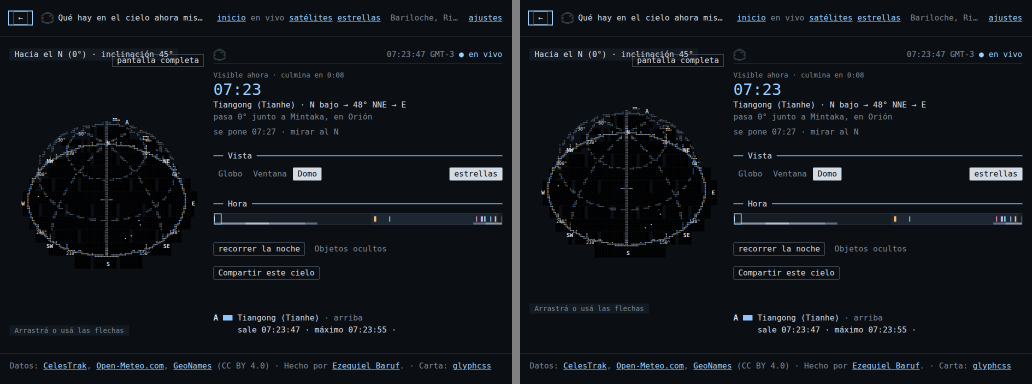 ← Qué hay en el cielo ahora mis… inicio en vivo satélites estrellas Bariloche, Rí… ajustes
Hacia el N (0°) · inclinación 45°
pantalla completa
07:23:47 GMT-3 ● en vivo
Visible ahora · culmina en 0:08
07:23
Tiangong (Tianhe) · N bajo → 48° NNE → E
pasa 0° junto a Mintaka, en Orión
se pone 07:27 · mirar al N
Vista
Globo Ventana Domo estrellas
Hora
recorrer la noche Objetos ocultos
Compartir este cielo
A Tiangong (Tianhe) · arriba
sale 07:23:47 · máximo 07:23:55 ·
A
N
NW
NE
W
E
SW
SE
S
Arrastrá o usá las flechas
Datos: CelesTrak, Open-Meteo.com, GeoNames (CC BY 4.0) · Hecho por Ezequiel Baruf. · Carta: glyphcss
← Qué hay en el cielo ahora mis… inicio en vivo satélites estrellas Bariloche, Rí… ajustes
Hacia el N (0°) · inclinación 45°
pantalla completa
07:23:47 GMT-3 ● en vivo
Visible ahora · culmina en 0:08
07:23
Tiangong (Tianhe) · N bajo → 48° NNE → E
pasa 0° junto a Mintaka, en Orión
se pone 07:27 · mirar al N
Vista
Globo Ventana Domo estrellas
Hora
recorrer la noche Objetos ocultos
Compartir este cielo
A Tiangong (Tianhe) · arriba
sale 07:23:47 · máximo 07:23:55 ·
A
N
NW
NE
W
E
SW
SE
S
Arrastrá o usá las flechas
Datos: CelesTrak, Open-Meteo.com, GeoNames (CC BY 4.0) · Hecho por Ezequiel Baruf. · Carta: glyphcss